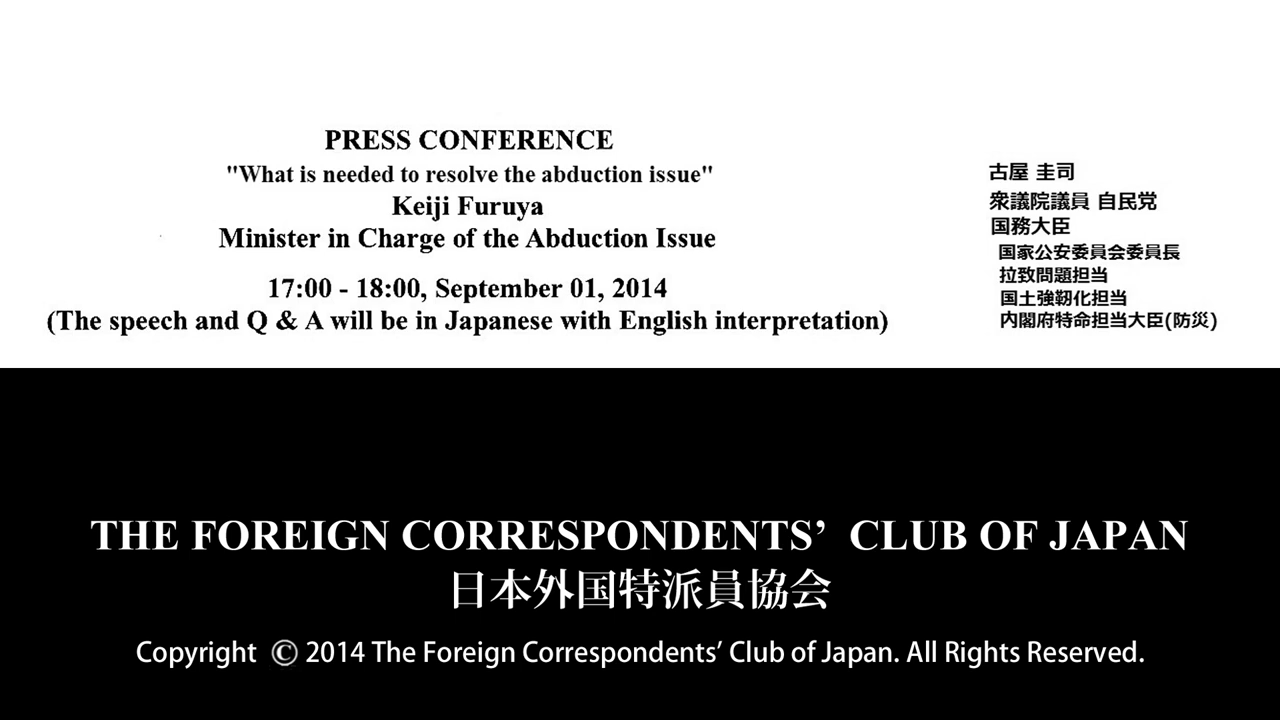 PRESS CONFERENCE
"What is needed to resolve the abduction issue"
Keiji Furuya
Minister in Charge of the Abduction Issue
17:00 - 18:00, September 01, 2014
(The speech and Q & A will be in Japanese with English interpretation)
古屋 圭司
衆議院議員 自民党
国務大臣
国家公安委員会委員長
拉致問題担当
国土強靭化担当
内閣府特命担当大臣(防災)
THE FOREIGN CORRESPONDENTS’ CLUB OF JAPAN
日本外国特派員協会
Copyright © 2014 The Foreign Correspondents’ Club of Japan. All Rights Reserved.